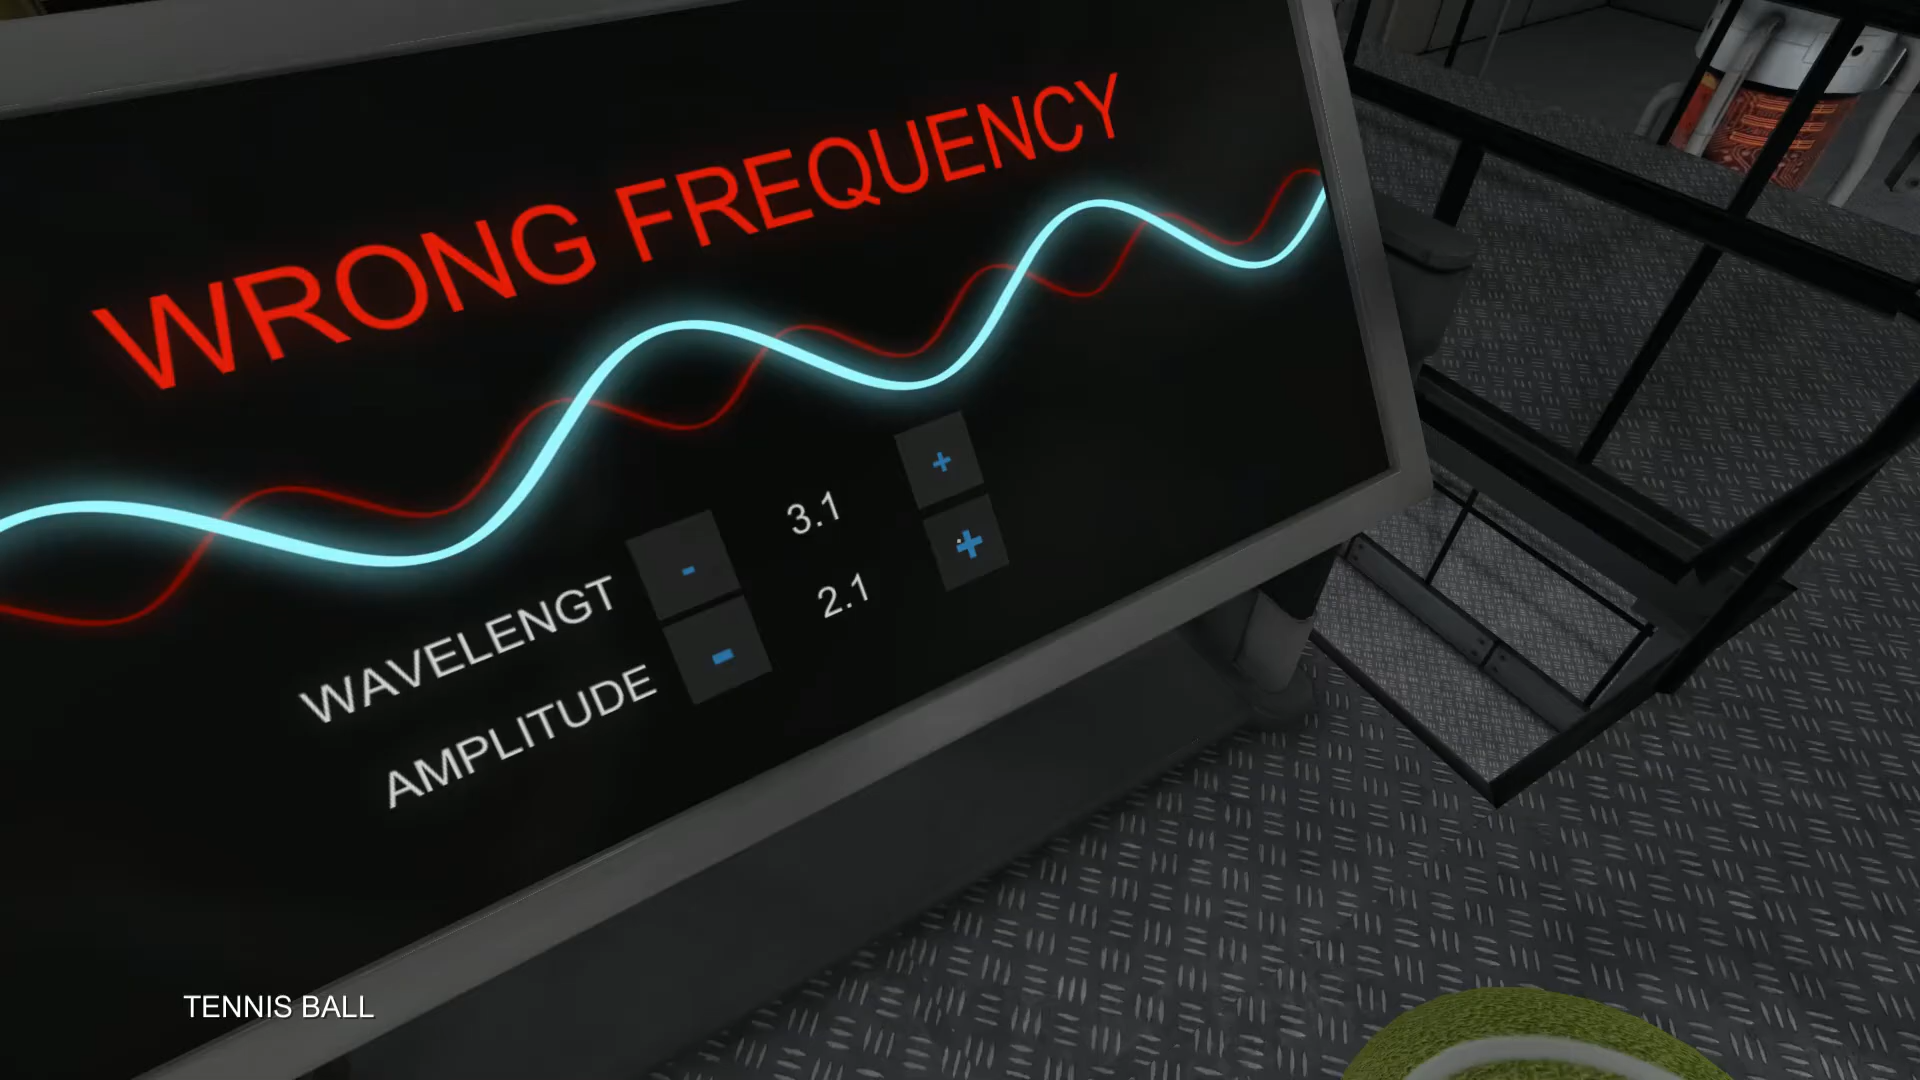 WRONG FREQUENCY
WAVELENGT - 3.1 +
AMPLITUDE - 2.1 +
TENNIS BALL